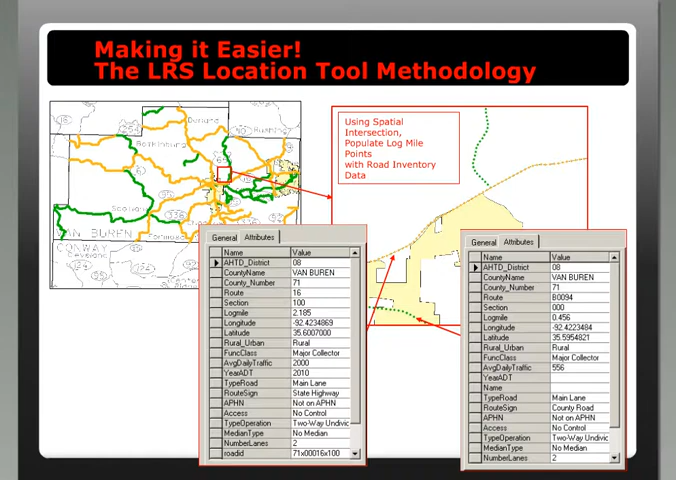 Making it Easier!
The LRS Location Tool Methodology
Using Spatial
Intersection,
Populate Log Mile
Points
with Road Inventory
Data
VAN BUREN
CONWAY
General Attributes
Name Value
AHTD_District 08
CountyName VAN BUREN
County_Number 71
Route 16
Section 100
Logmile 2.185
Longitude -92.4234869
Latitude 35.6007000
Rural_Urban Rural
FuncClass Major Collector
AvgDailyTraffic 2000
YearADT 2010
TypeRoad Main Lane
RouteSign State Highway
APHN Not on APHN
Access No Control
TypeOperation Two-Way Undivic
MedianType No Median
NumberLanes 2
roadid 71x00016x100
General Attributes
Name Value
AHTD_District 08
CountyName VAN BUREN
County_Number 71
Route B0094
Section 000
Logmile 0.456
Longitude -92.4223484
Latitude 35.5954821
Rural_Urban Rural
FuncClass Major Collector
AvgDailyTraffic 556
YearADT
Name
TypeRoad Main Lane
RouteSign County Road
APHN Not on APHN
Access No Control
TypeOperation Two-Way Undivic
MedianType No Median
NumberLanes 2